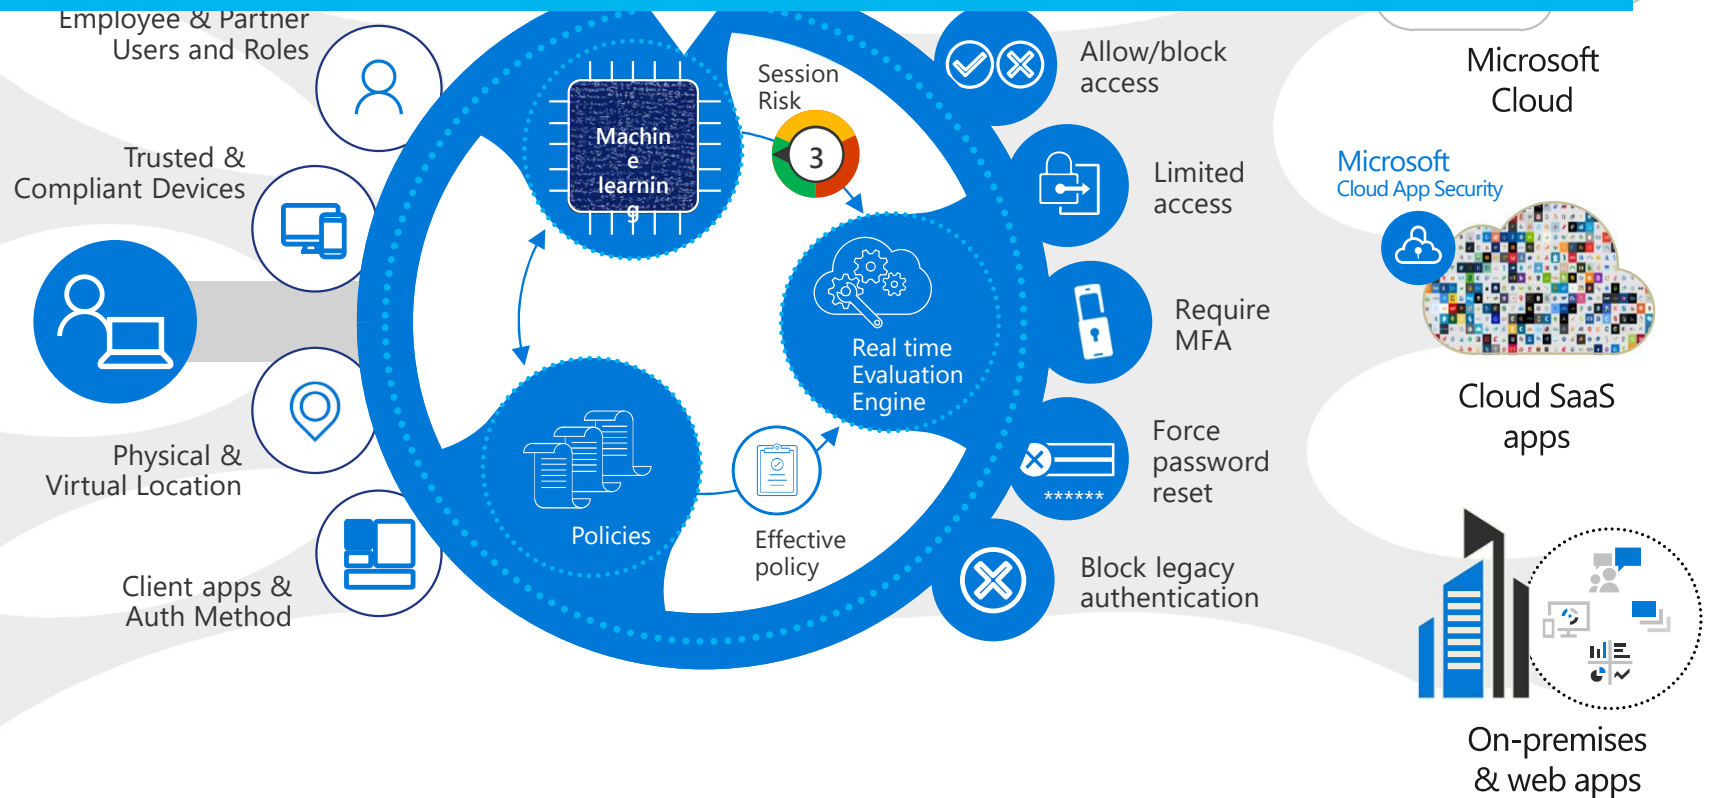 Employee & Partner
Users and Roles
Trusted &
Compliant Devices
Physical &
Virtual Location
Client apps &
Auth Method
Machin
e
learnin
g
Session
Risk
3
Real time
Evaluation
Engine
Policies
Effective
policy
Allow/block
access
Limited
access
Require
MFA
Force
password
reset
******
Block legacy
authentication
Microsoft
Cloud
Microsoft
Cloud App Security
Cloud SaaS
apps
On-premises
& web apps